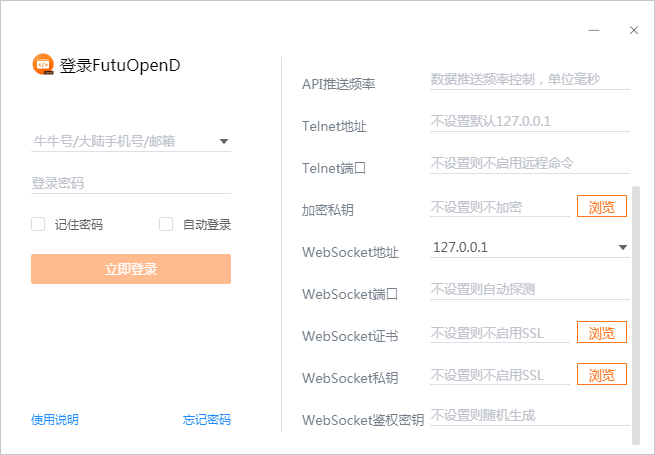 登录FutuOpenD
牛牛号/大陆手机号/邮箱
登录密码
记住密码 自动登录
立即登录
使用说明 忘记密码
API推送频率 数据推送频率控制，单位毫秒
Telnet地址 不设置默认127.0.0.1
Telnet端口 不设置则不启用远程命令
加密私钥 不设置则不加密 浏览
WebSocket地址 127.0.0.1
WebSocket端口 不设置则自动探测
WebSocket证书 不设置则不启用SSL 浏览
WebSocket私钥 不设置则不启用SSL 浏览
WebSocket鉴权密钥 不设置则随机生成